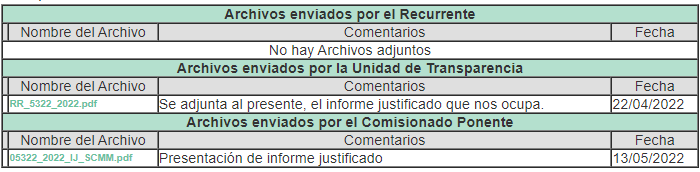 Archivos enviados por el Recurrente
Nombre del Archivo Comentarios Fecha
No hay Archivos adjuntos
Archivos enviados por la Unidad de Transparencia
Nombre del Archivo Comentarios Fecha
RR_5322_2022.pdf Se adjunta al presente, el informe justificado que nos ocupa. 22/04/2022
Archivos enviados por el Comisionado Ponente
Nombre del Archivo Comentarios Fecha
05322_2022_IJ_SCMM.pdf Presentación de informe justificado 13/05/2022